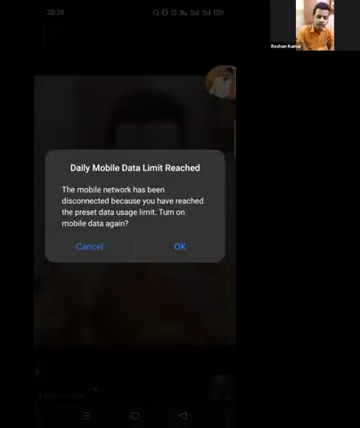 20:20
Reshan Kumar
Daily Mobile Data Limit Reached
The mobile network has been
disconnected because you have reached
the preset data usage limit. Turn on
mobile data again?
Cancel
OK